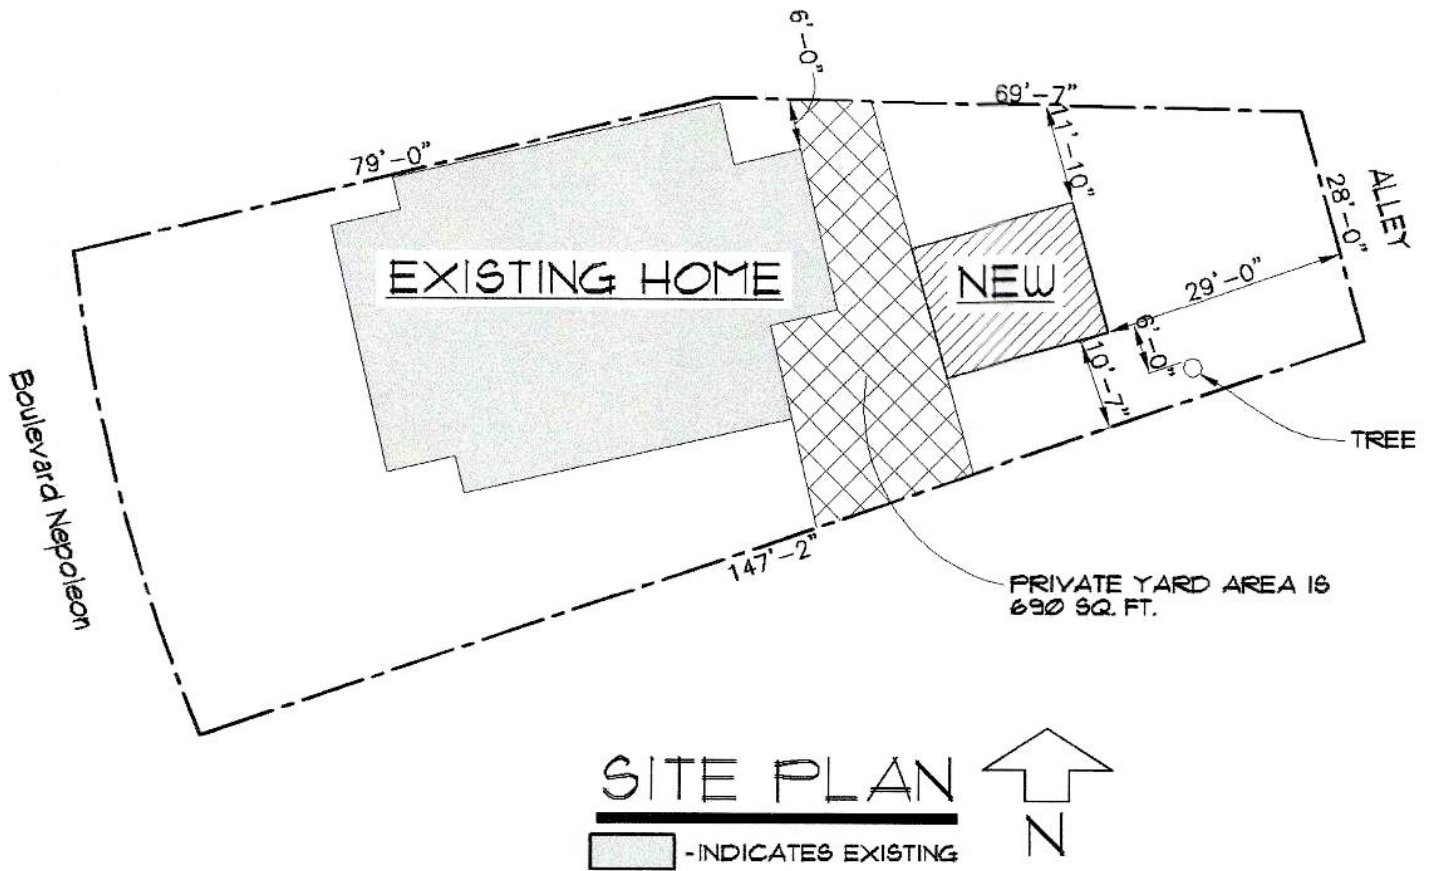 6'-0"
69'-7"
79'-0"
11'-10"
ALLEY
28'-0"
EXISTING HOME
NEW
29'-0"
6'-0"
10'-7"
TREE
Boulevard Nepoleon
147'-2"
PRIVATE YARD AREA IS
690 SQ. FT.
SITE PLAN
N
-INDICATES EXISTING